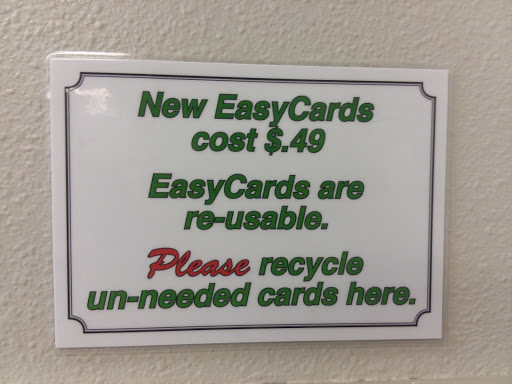 New EasyCards
cost $.49
EasyCards are
re-usable.
Please recycle
un-needed cards here.